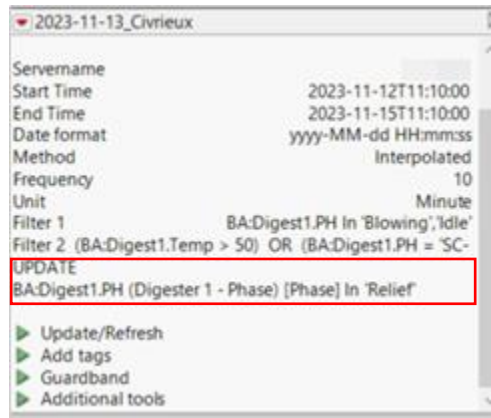 2023-11-13_Civrieux
Servername
Start Time 2023-11-12T11:10:00
End Time 2023-11-15T11:10:00
Date format yyyy-MM-dd HH:mm:ss
Method Interpolated
Frequency 10
Unit Minute
Filter 1 BA:Digest1.PH In 'Blowing','Idle'
Filter 2 (BA:Digest1.Temp > 50) OR (BA:Digest1.PH = 'SC-
UPDATE
BA:Digest1.PH (Digester 1 - Phase) [Phase] In 'Relief'
Update/Refresh
Add tags
Guardband
Additional tools